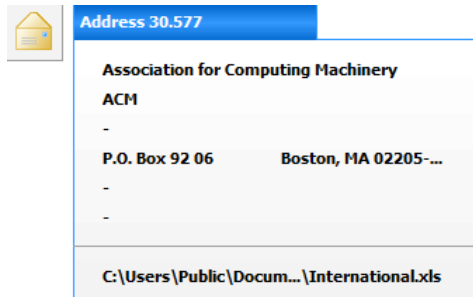 Address 30.577
Association for Computing Machinery
ACM
-
P.O. Box 92 06 Boston, MA 02205-...
-
-
C:\Users\Public\Docum...\International.xls